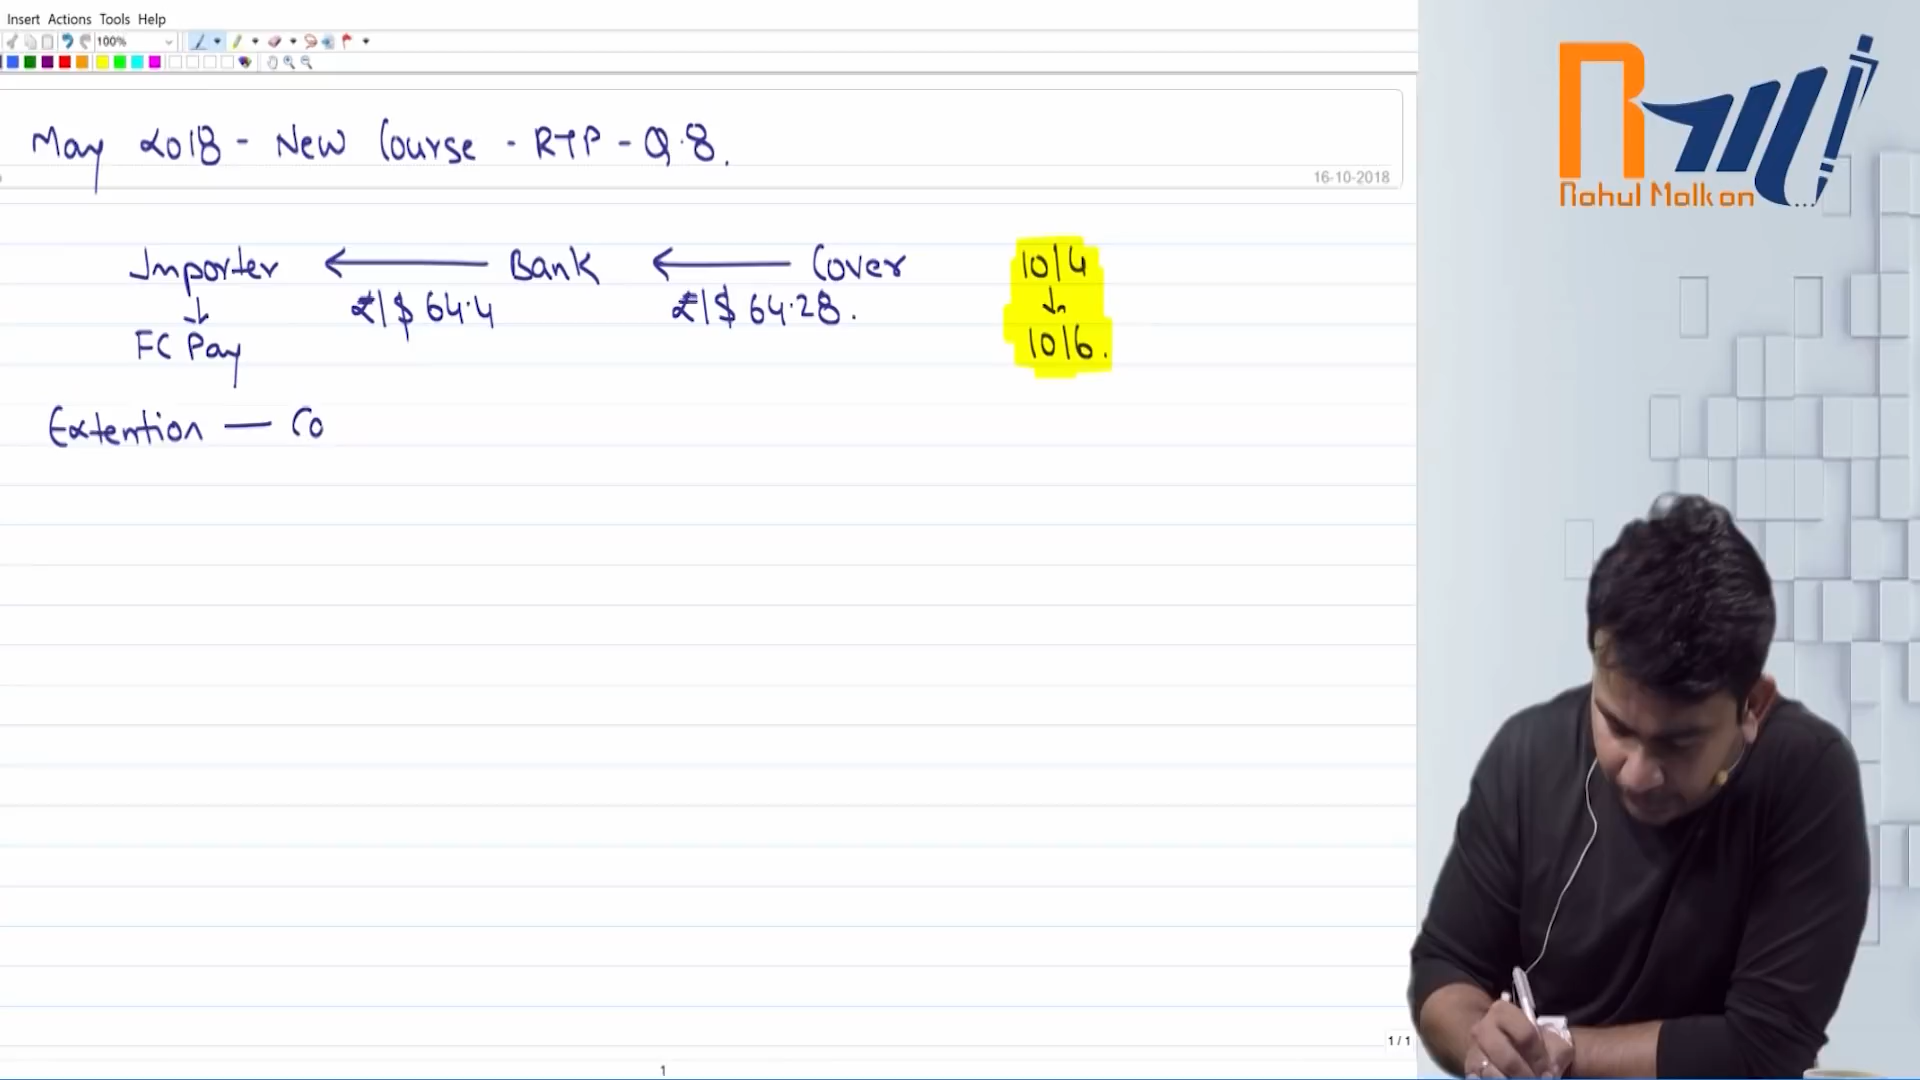 Insert Actions Tools Help
100%
May 2018 - New Course - RTP - Q.8.
16-10-2018
Importer ← Bank ← Cover 10/4
↓ ₹/$ 64.4 ₹/$ 64.28. ↓
FC Pay 10/6.
Extention — Co
1 / 1
1
Rahul Malkan